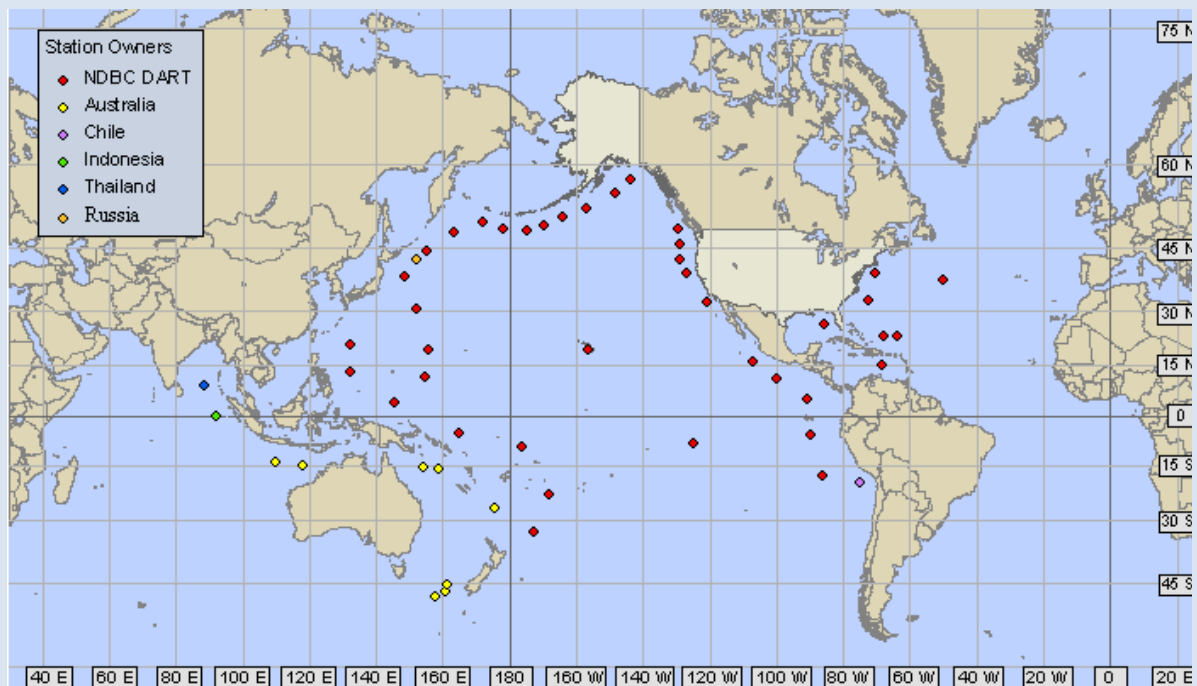 Station Owners
NDBC DART
Australia
Chile
Indonesia
Thailand
Russia
75 N
60 N
45 N
30 N
15 N
0
15 S
30 S
45 S
40 E 60 E 80 E 100 E 120 E 140 E 160 E 180 160 W 140 W 120 W 100 W 80 W 60 W 40 W 20 W 0 20 E